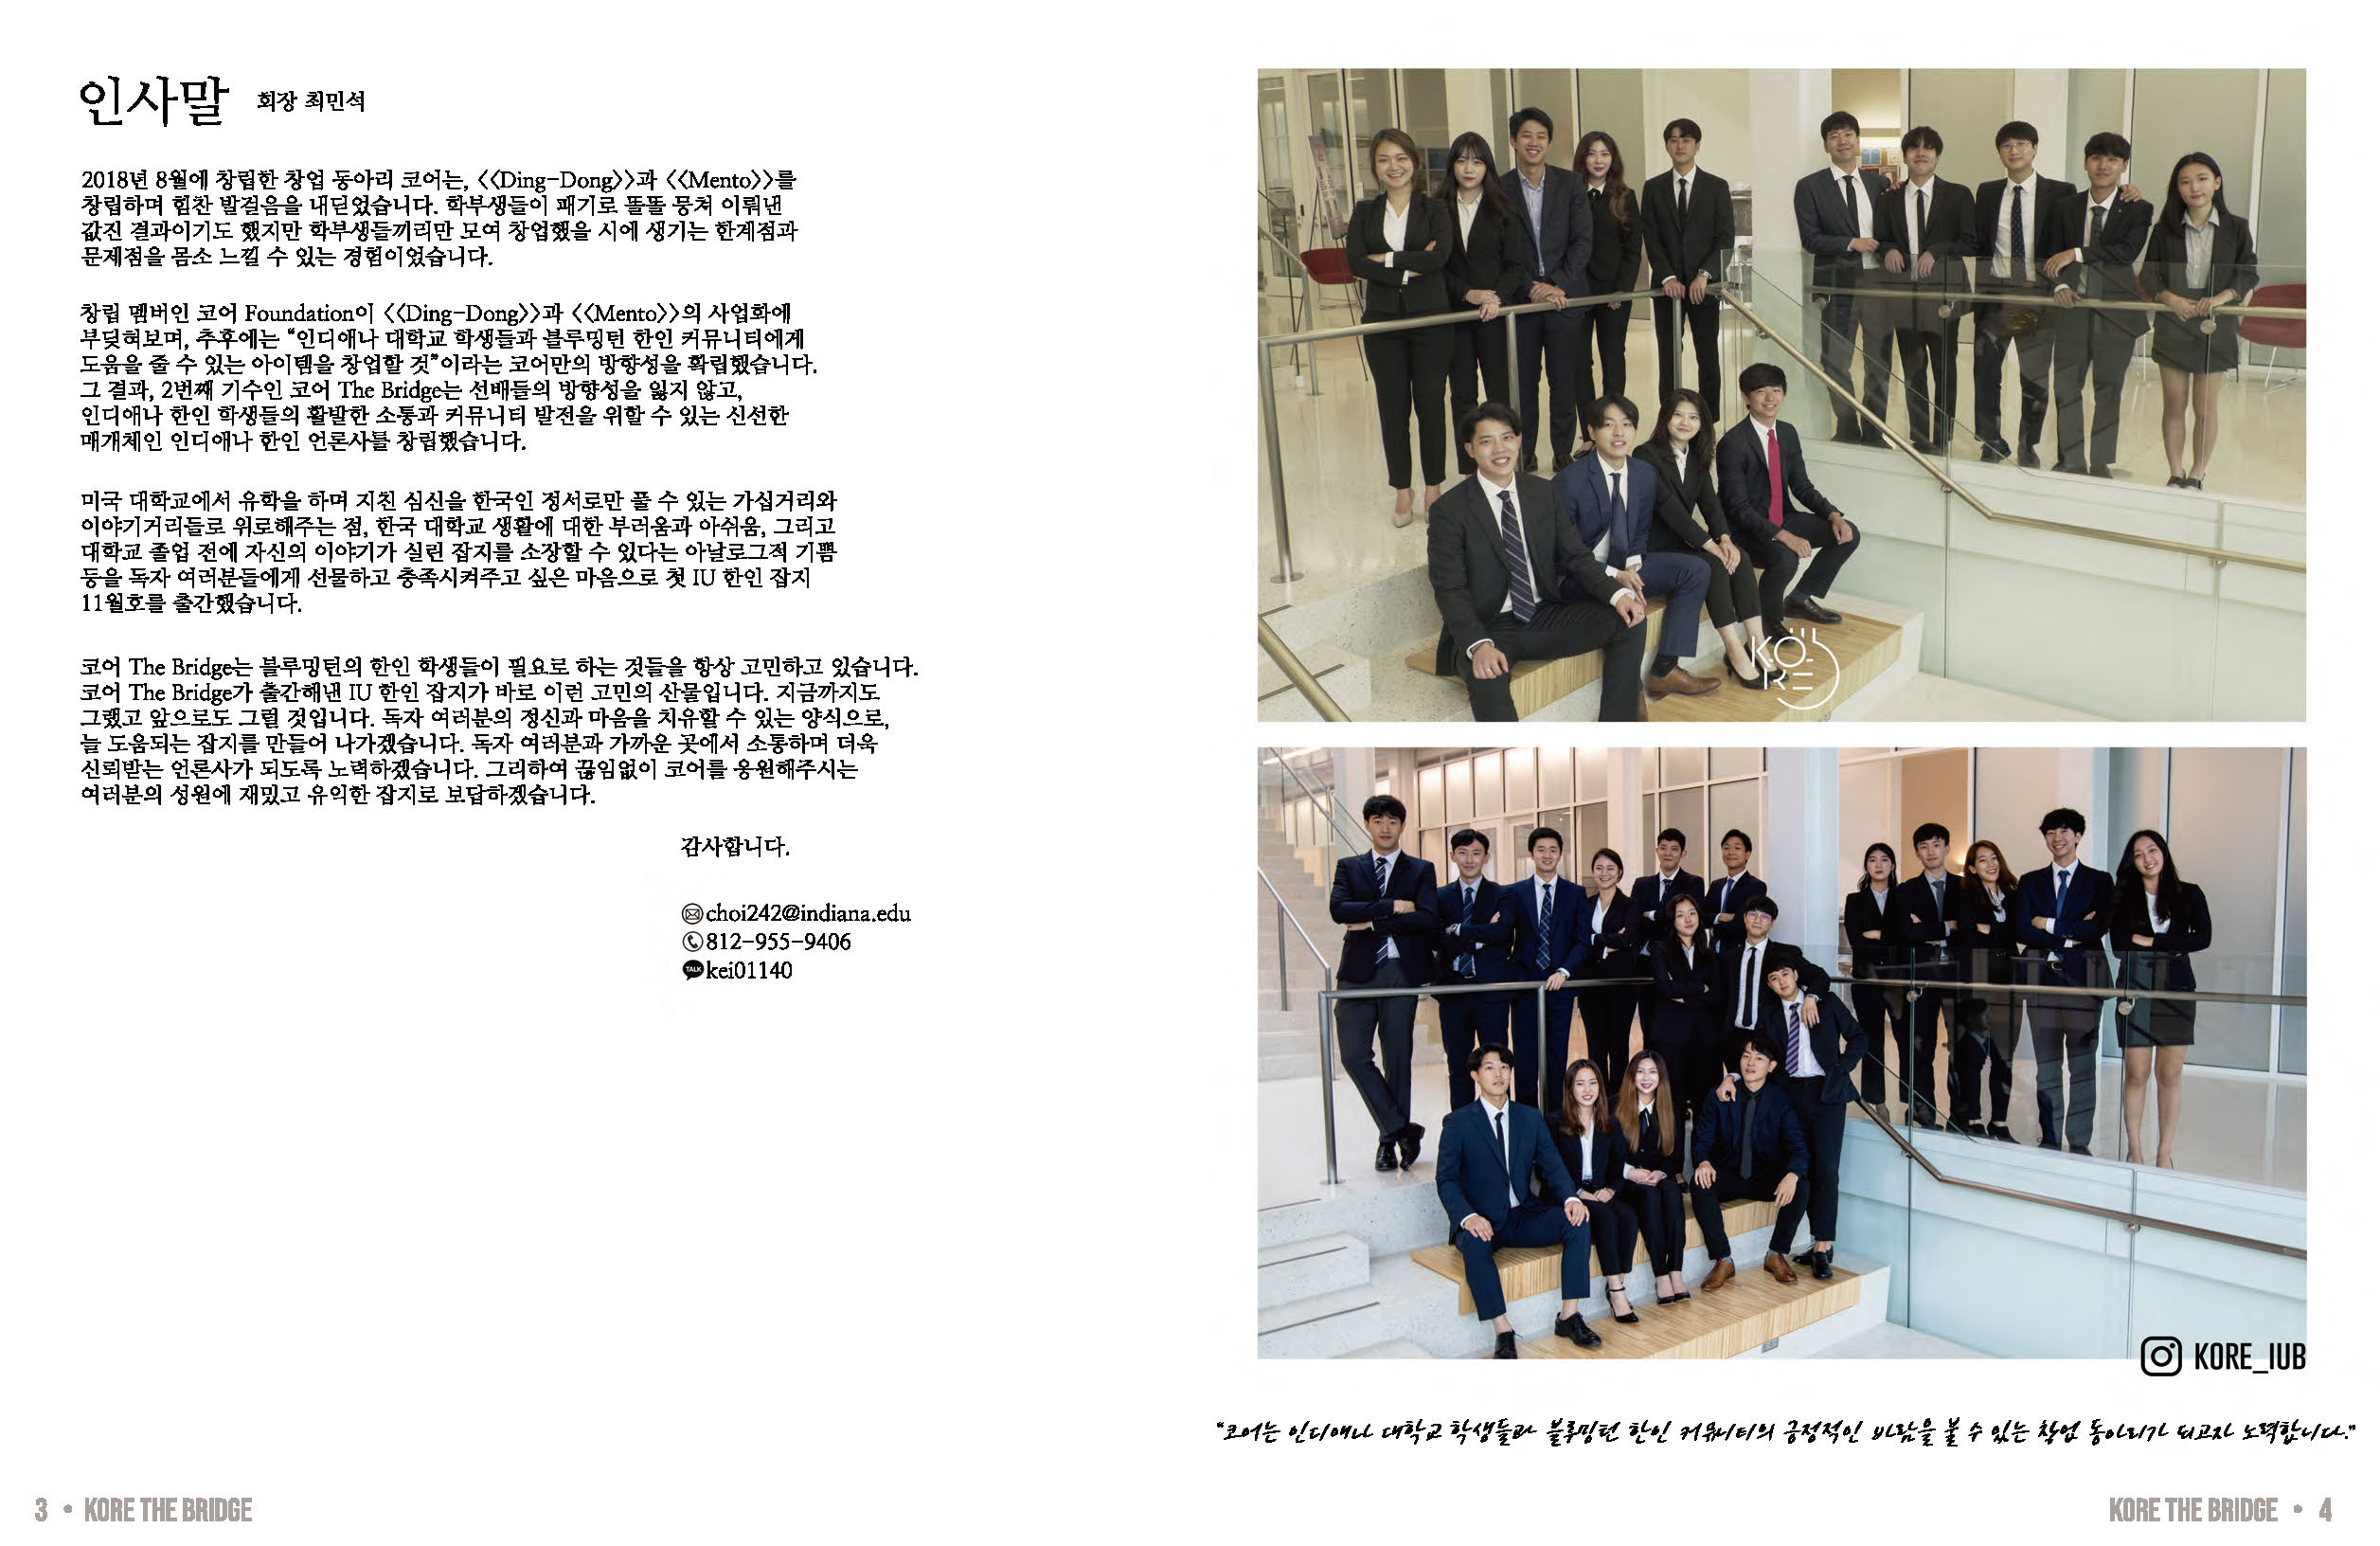 인사말 회장 최민석
2018년 8월에 창립한 창업 동아리 코어는, <<Ding-Dong>>과 <<Mento>>를
창립하며 힘찬 발걸음을 내딛었습니다. 학부생들이 패기로 똘똘 뭉쳐 이뤄낸
값진 결과이기도 했지만 학부생들끼리만 모여 창업했을 시에 생기는 한계점과
문제점을 몸소 느낄 수 있는 경험이었습니다.
창립 멤버인 코어 Foundation이 <<Ding-Dong>>과 <<Mento>>의 사업화에
부딪혀보며, 추후에는 “인디애나 대학교 학생들과 블루밍턴 한인 커뮤니티에게
도움을 줄 수 있는 아이템을 창업할 것”이라는 코어만의 방향성을 확립했습니다.
그 결과, 2번째 기수인 코어 The Bridge는 선배들의 방향성을 잃지 않고,
인디애나 한인 학생들의 활발한 소통과 커뮤니티 발전을 위할 수 있는 신선한
매개체인 인디애나 한인 언론사를 창립했습니다.
미국 대학교에서 유학을 하며 지친 심신을 한국인 정서로만 풀 수 있는 가십거리와
이야기거리들로 위로해주는 점, 한국 대학교 생활에 대한 부러움과 아쉬움, 그리고
대학교 졸업 전에 자신의 이야기가 실린 잡지를 소장할 수 있다는 아날로그적 기쁨
등을 독자 여러분들에게 선물하고 충족시켜주고 싶은 마음으로 첫 IU 한인 잡지
11월호를 출간했습니다.
코어 The Bridge는 블루밍턴의 한인 학생들이 필요로 하는 것들을 항상 고민하고 있습니다.
코어 The Bridge가 출간해낸 IU 한인 잡지가 바로 이런 고민의 산물입니다. 지금까지도
그랬고 앞으로도 그럴 것입니다. 독자 여러분의 정신과 마음을 치유할 수 있는 양식으로,
늘 도움되는 잡지를 만들어 나가겠습니다. 독자 여러분과 가까운 곳에서 소통하며 더욱
신뢰받는 언론사가 되도록 노력하겠습니다. 그리하여 끊임없이 코어를 응원해주시는
여러분의 성원에 재밌고 유익한 잡지로 보답하겠습니다.
감사합니다.
choi242@indiana.edu
812-955-9406
TALK kei01140
KO
RE
KORE_IUB
“코어는 인디애나 대학교 학생들과 블루밍턴 한인 커뮤니티의 긍정적인 바람을 불 수 있는 창업 동아리가 되고자 노력합니다.”
3 • KORE THE BRIDGE
KORE THE BRIDGE • 4